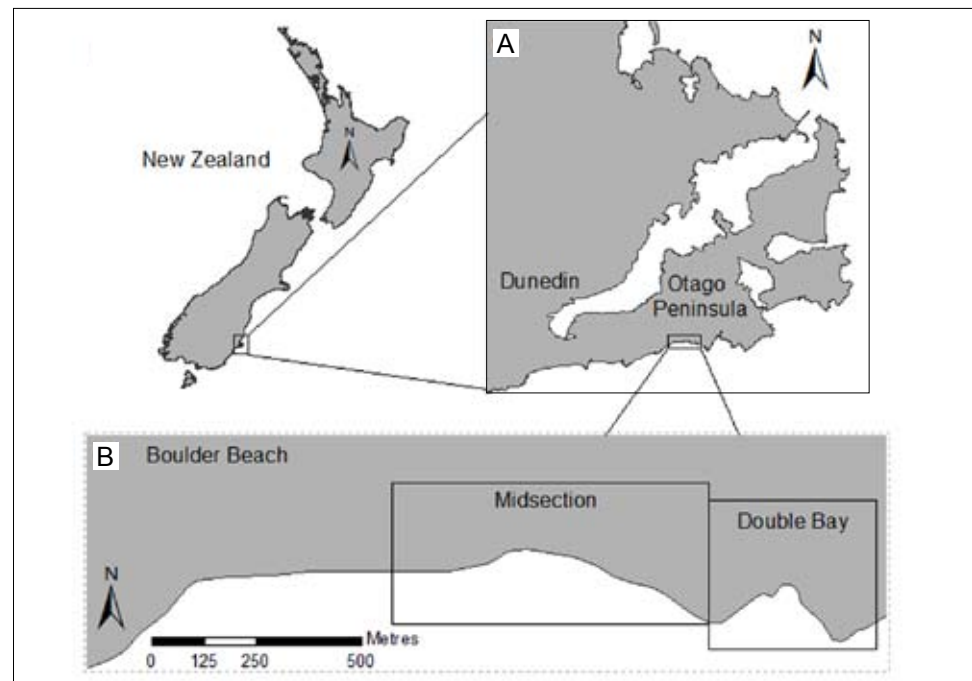 New Zealand
N
A
N
Dunedin
Otago
Peninsula
B
Boulder Beach
Midsection
Double Bay
N
Metres
0 125 250 500